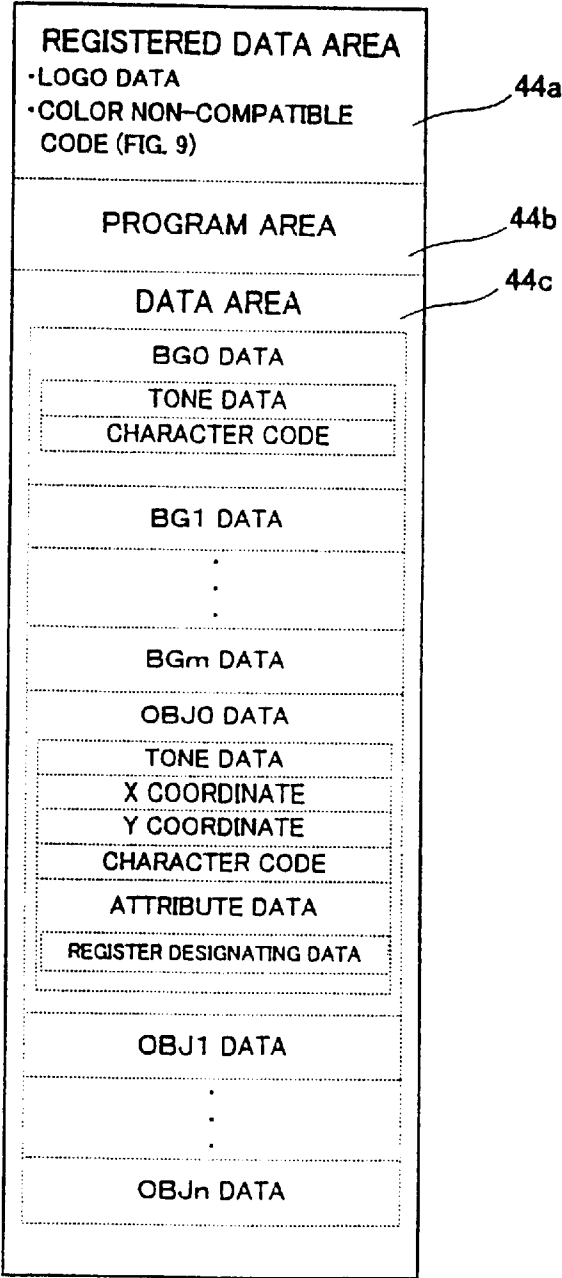 REGISTERED DATA AREA
·LOGO DATA
·COLOR NON-COMPATIBLE
CODE (FIG. 9)
44a
PROGRAM AREA
44b
44c
DATA AREA
BG0 DATA
TONE DATA
CHARACTER CODE
BG1 DATA
BGm DATA
OBJ0 DATA
TONE DATA
X COORDINATE
Y COORDINATE
CHARACTER CODE
ATTRIBUTE DATA
REGISTER DESIGNATING DATA
OBJ1 DATA
OBJn DATA